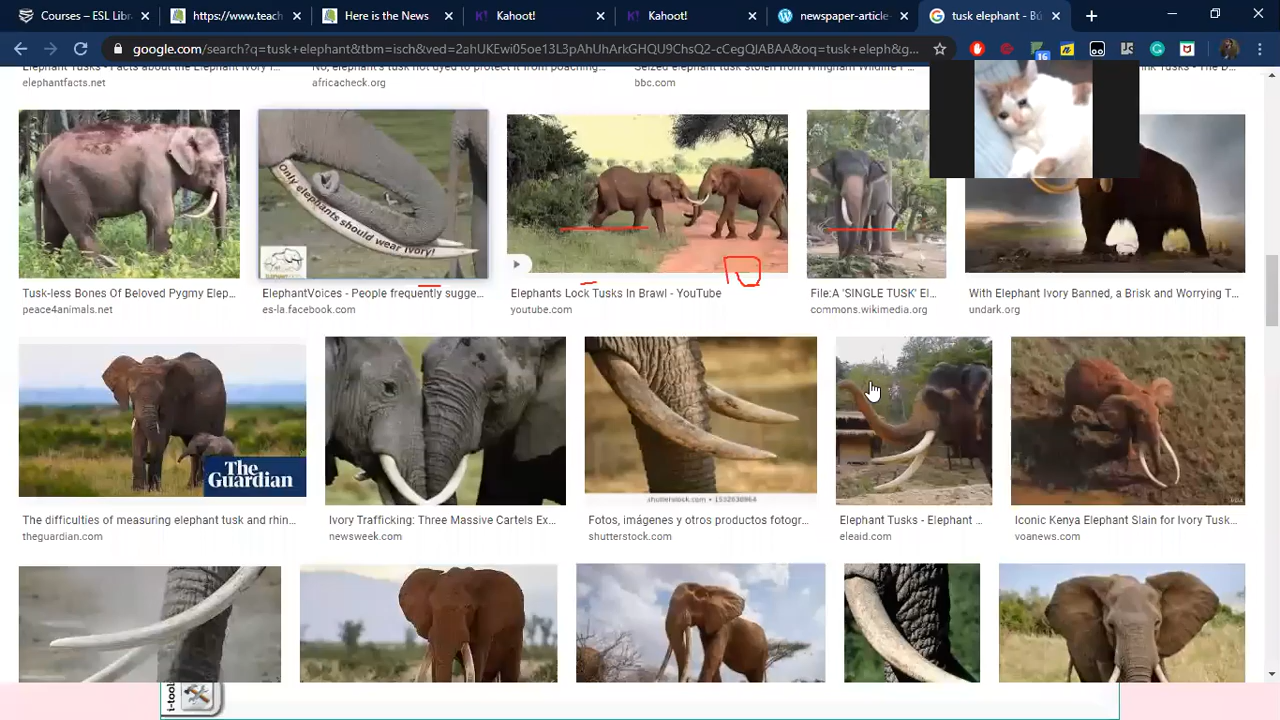 Courses – ESL Libr
https://www.teach
Here is the News
Kahoot!
Kahoot!
newspaper-article-
tusk elephant - Bú
google.com/search?q=tusk+elephant&tbm=isch&ved=2ahUKEwi05oe13L3pAhUhArkGHQU9ChsQ2-cCegQIABAA&oq=tusk+eleph&g...
16
elephantfacts.net
africacheck.org
bbc.com
Only elephants should wear ivory!
Tusk-less Bones Of Beloved Pygmy Elep...
ElephantVoices - People frequently sugge...
Elephants Lock Tusks In Brawl - YouTube
File:A 'SINGLE TUSK' El...
With Elephant Ivory Banned, a Brisk and Worrying T...
peace4animals.net
es-la.facebook.com
youtube.com
commons.wikimedia.org
undark.org
The Guardian
shutterstock.com • 1532630964
The difficulties of measuring elephant tusk and rhin...
Ivory Trafficking: Three Massive Cartels Ex...
Fotos, imágenes y otros productos fotogr...
Elephant Tusks - Elephant ...
Iconic Kenya Elephant Slain for Ivory Tusk...
theguardian.com
newsweek.com
shutterstock.com
eleaid.com
voanews.com
i-tool